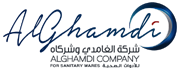 AlGhamdi
شركة الغامدي وشركاه
ALGHAMDI COMPANY
FOR SANITARY WARES للأدوات الصحية